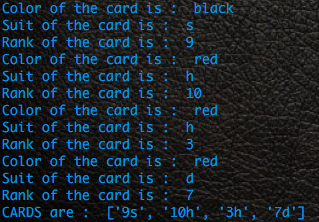 Color of the card is :  black
Suit of the card is :  s
Rank of the card is :  9
Color of the card is :  red
Suit of the card is :  h
Rank of the card is :  10
Color of the card is :  red
Suit of the card is :  h
Rank of the card is :  3
Color of the card is :  red
Suit of the card is :  d
Rank of the card is :  7
CARDS are :  ['9s', '10h', '3h', '7d']